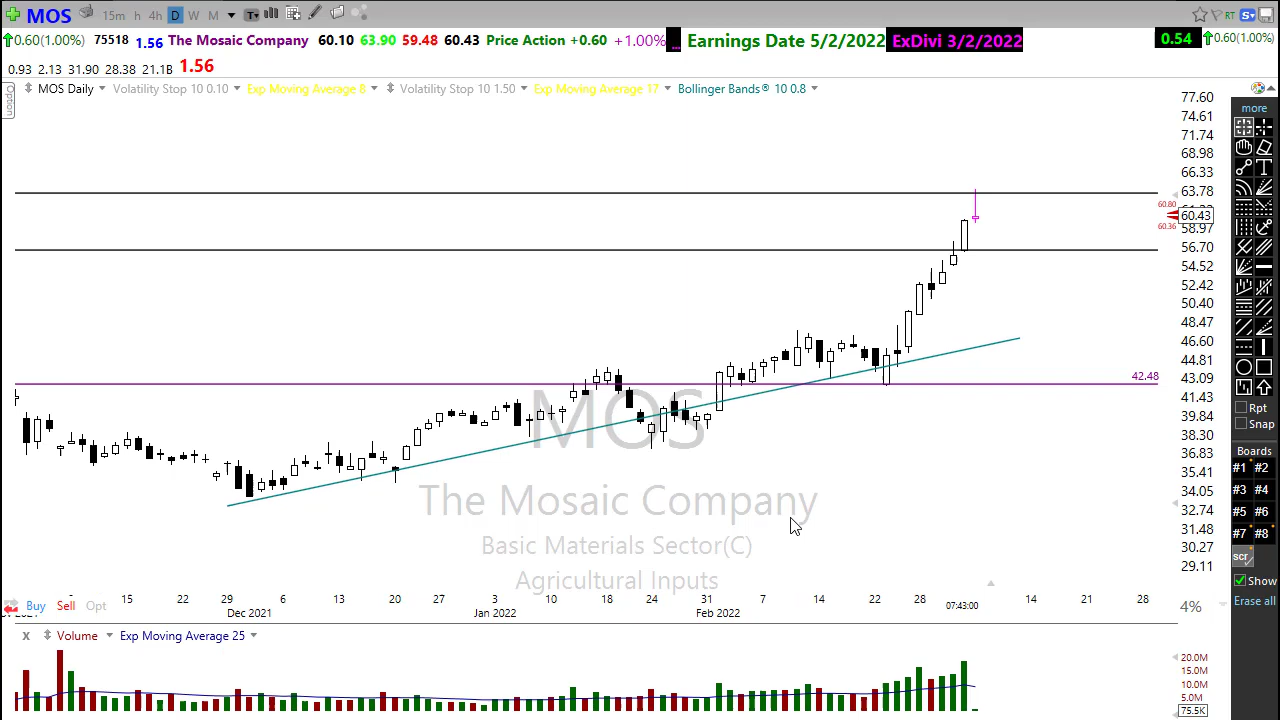 MOS 15m h 4h D W M T
RT S
0.60(1.00%) 75518 1.56 The Mosaic Company 60.10 63.90 59.48 60.43 Price Action +0.60 +1.00% ... Earnings Date 5/2/2022 ExDivi 3/2/2022 0.54 0.60(1.00%)
0.93 2.13 31.90 28.38 21.1B 1.56
Option
MOS Daily Volatility Stop 10 0.10 Exp Moving Average 8 Volatility Stop 10 1.50 Exp Moving Average 17 Bollinger Bands® 10 0.8
77.60
74.61
71.74
68.98
66.33
63.78
60.80
60.43
60.36
58.97
56.70
54.52
52.42
50.40
48.47
46.60
44.81
42.48
43.09
41.43
39.84
38.30
36.83
35.41
34.05
32.74
31.48
30.27
29.11
MOS
The Mosaic Company
Basic Materials Sector(C)
Agricultural Inputs
15 22 29 6 13 20 27 3 10 18 24 31 7 14 22 28 14 21 28
Dec 2021 Jan 2022 Feb 2022 07:43:00
Buy Sell Opt
4%
X Volume Exp Moving Average 25
20.0M
15.0M
10.0M
5.0M
75.5K
more
T
Rpt
Snap
Boards
#1 #2
#3 #4
#5 #6
#7 #8
scr
Show
Erase all